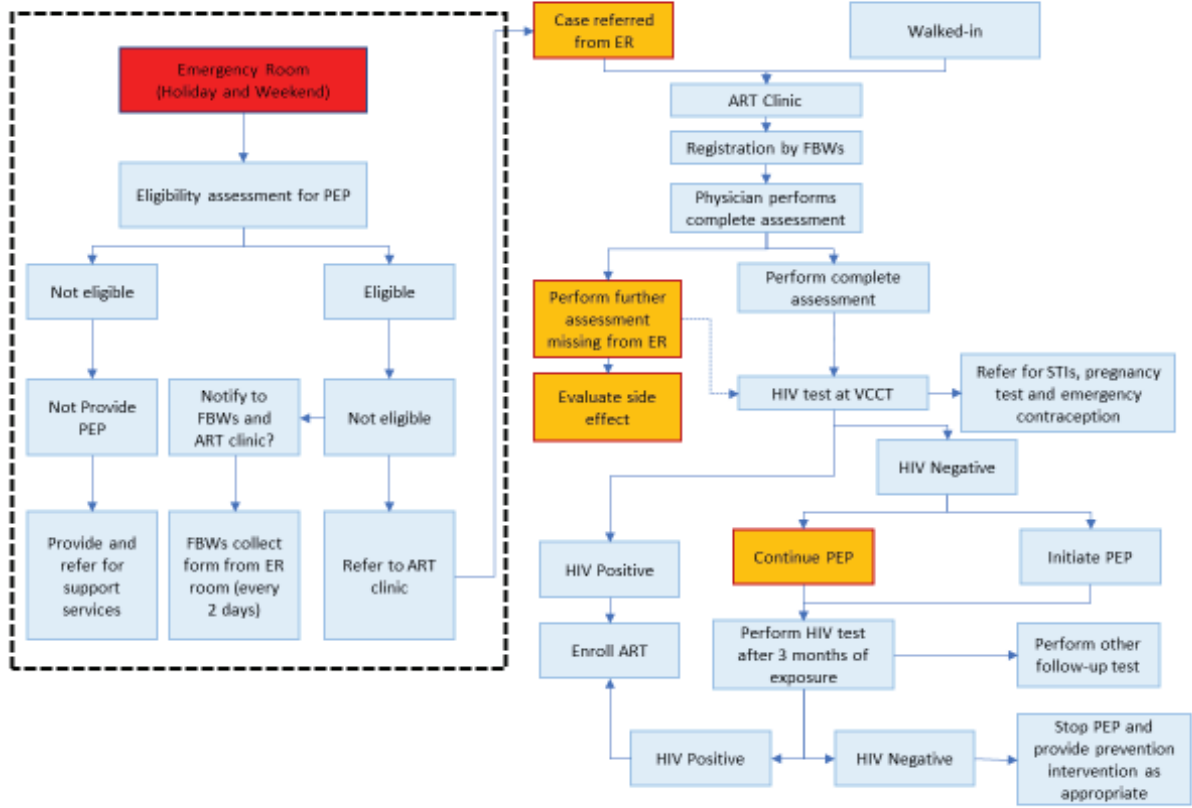 Emergency Room
(Holiday and Weekend)
Eligibility assessment for PEP
Not eligible
Eligible
Not Provide
PEP
Notify to
FBWs and
ART clinic?
Not eligible
Provide and
refer for
support
services
FBWs collect
form from ER
room (every
2 days)
Refer to ART
clinic
Case referred
from ER
Walked-in
ART Clinic
Registration by FBWs
Physician performs
complete assessment
Perform further
assessment
missing from ER
Perform complete
assessment
Evaluate side
effect
HIV test at VCCT
Refer for STIs, pregnancy
test and emergency
contraception
HIV Negative
HIV Positive
Continue PEP
Initiate PEP
Enroll ART
Perform HIV test
after 3 months of
exposure
Perform other
follow-up test
HIV Positive
HIV Negative
Stop PEP and
provide prevention
intervention as
appropriate